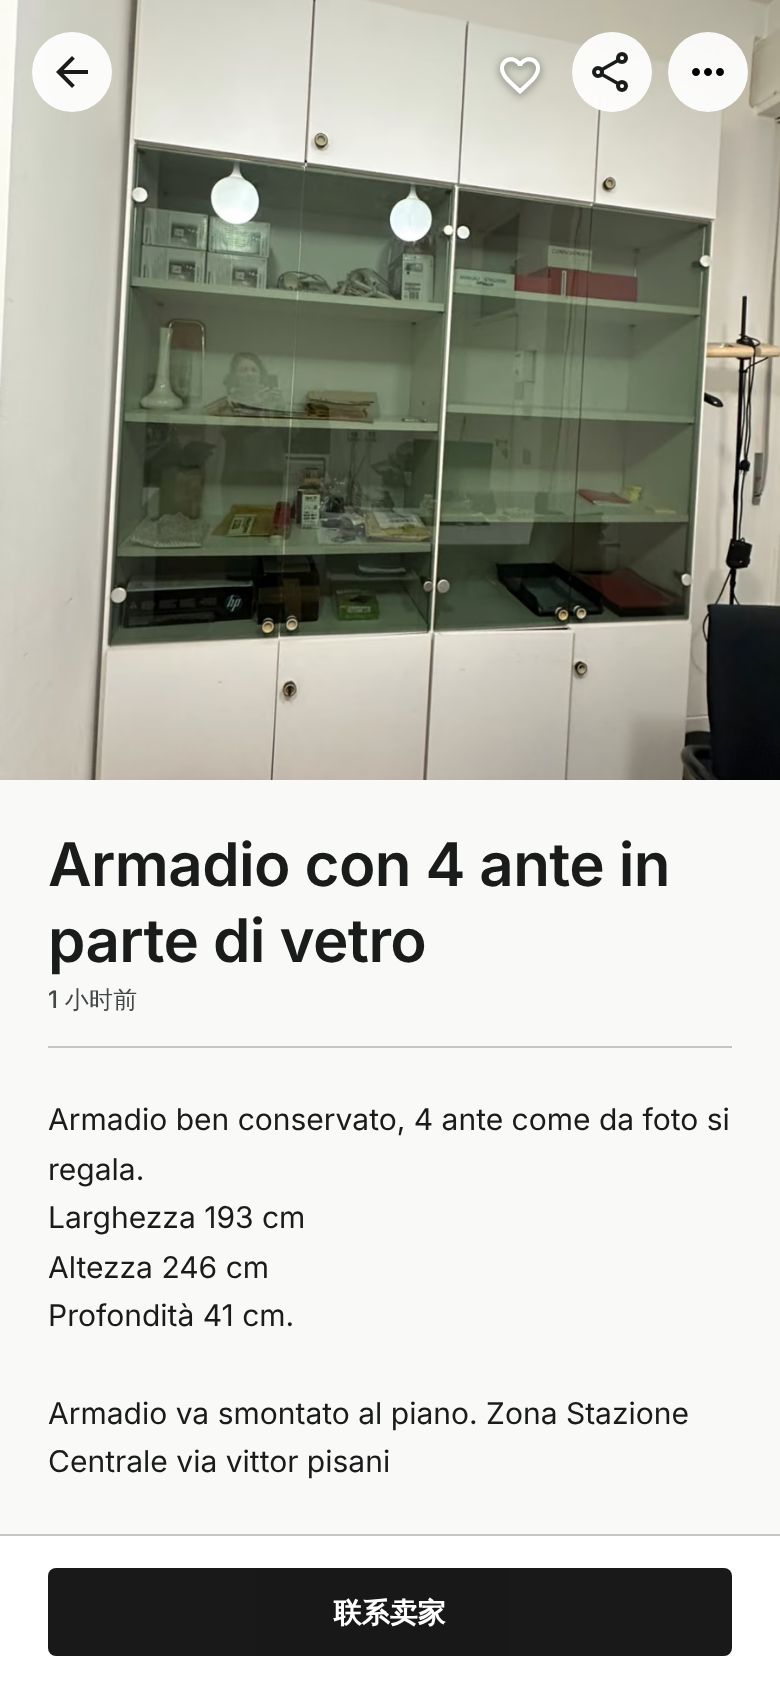 hp
Armadio con 4 ante in
parte di vetro
1 小时前
Armadio ben conservato, 4 ante come da foto si
regala.
Larghezza 193 cm
Altezza 246 cm
Profondità 41 cm.
Armadio va smontato al piano. Zona Stazione
Centrale via vittor pisani
联系卖家